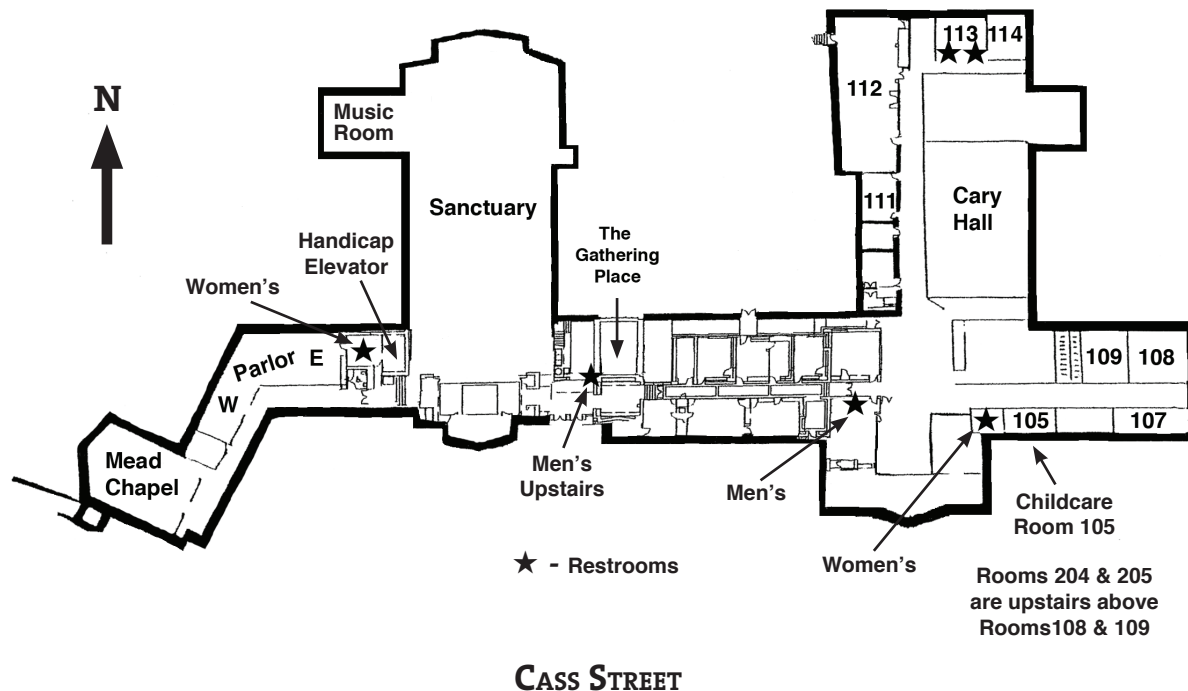 N
Music
Room
Sanctuary
Handicap
Elevator
Women's
The
Gathering
Place
113
114
112
111
Cary
Hall
Parlor E
W
Mead
Chapel
109
108
105
107
Men's
Upstairs
Men's
Women's
Childcare
Room 105
★ - Restrooms
Rooms 204 & 205
are upstairs above
Rooms108 & 109
CASS STREET